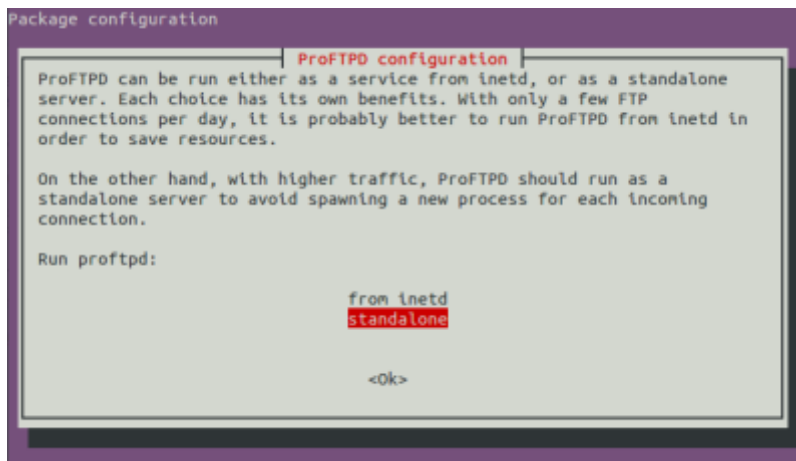 Package configuration
ProFTPD configuration
ProFTPD can be run either as a service from inetd, or as a standalone
server. Each choice has its own benefits. With only a few FTP
connections per day, it is probably better to run ProFTPD from inetd in
order to save resources.
On the other hand, with higher traffic, ProFTPD should run as a
standalone server to avoid spawning a new process for each incoming
connection.
Run proftpd:
from inetd
standalone
<Ok>